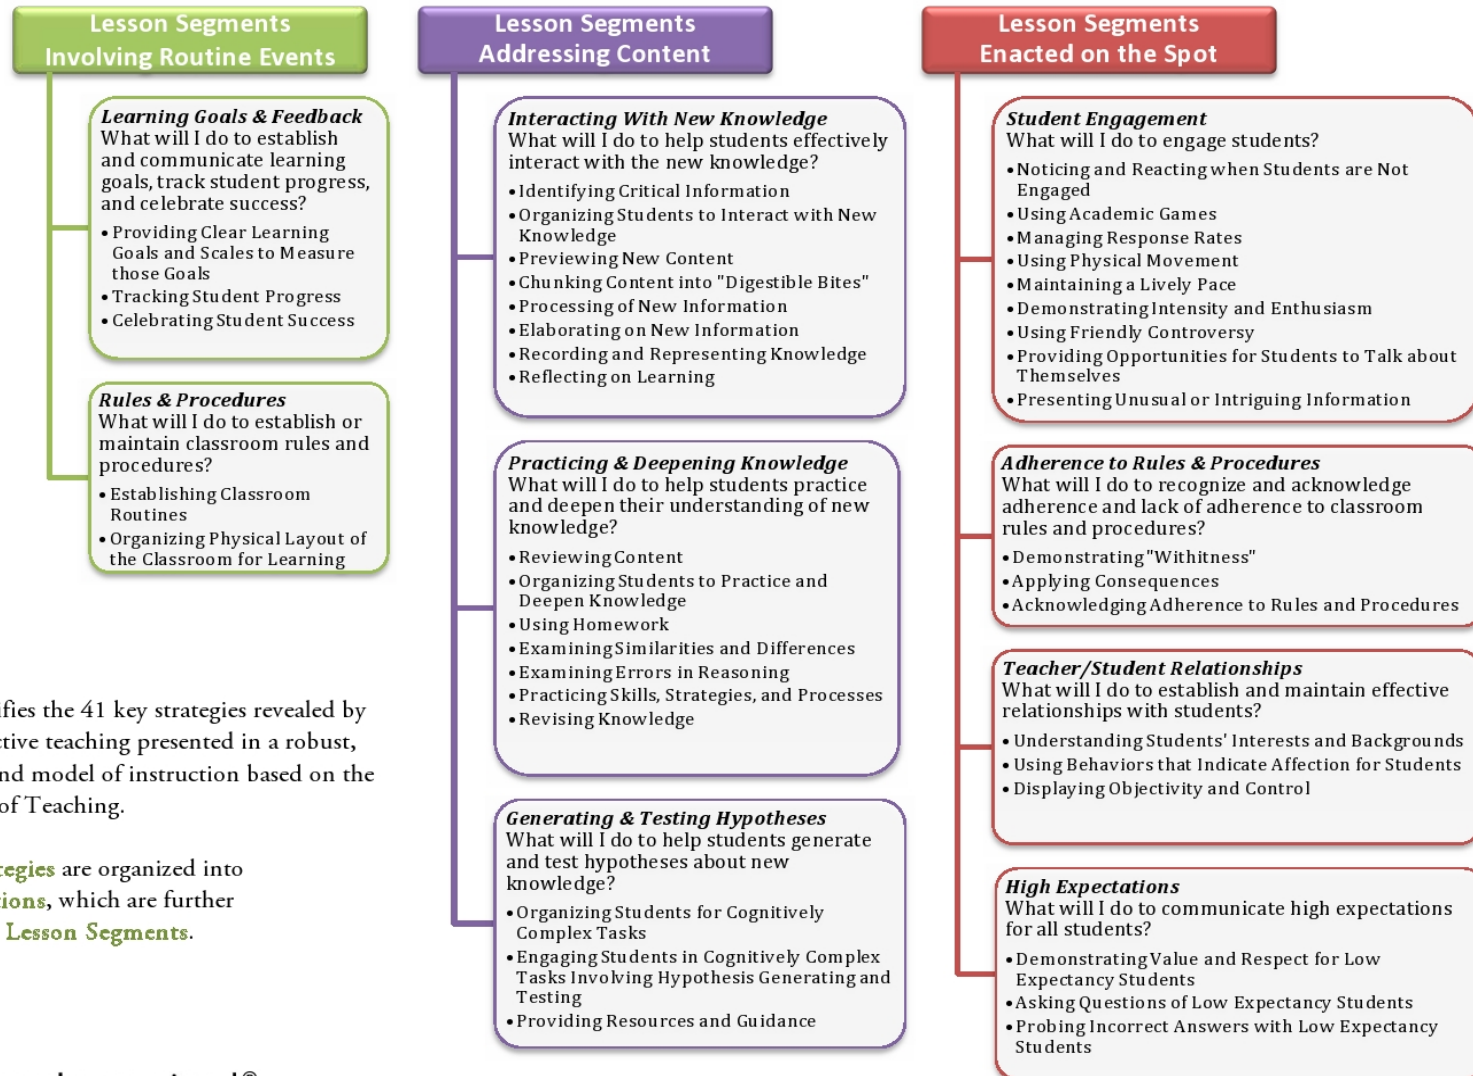 Lesson Segments
Involving Routine Events
Learning Goals & Feedback
What will I do to establish
and communicate learning
goals, track student progress,
and celebrate success?
• Providing Clear Learning
Goals and Scales to Measure
those Goals
• Tracking Student Progress
• Celebrating Student Success
Rules & Procedures
What will I do to establish or
maintain classroom rules and
procedures?
• Establishing Classroom
Routines
• Organizing Physical Layout of
the Classroom for Learning
the 41 key strategies revealed by
teaching presented in a robust,
model of instruction based on the
of Teaching.
are organized into
which are further
Lesson Segments.
Lesson Segments
Addressing Content
Interacting With New Knowledge
What will I do to help students effectively
interact with the new knowledge?
• Identifying Critical Information
• Organizing Students to Interact with New
Knowledge
• Previewing New Content
• Chunking Content into "Digestible Bites"
• Processing of New Information
• Elaborating on New Information
• Recording and Representing Knowledge
• Reflecting on Learning
Practicing & Deepening Knowledge
What will I do to help students practice
and deepen their understanding of new
knowledge?
• Reviewing Content
• Organizing Students to Practice and
Deepen Knowledge
• Using Homework
• Examining Similarities and Differences
• Examining Errors in Reasoning
• Practicing Skills, Strategies, and Processes
• Revising Knowledge
Generating & Testing Hypotheses
What will I do to help students generate
and test hypotheses about new
knowledge?
• Organizing Students for Cognitively
Complex Tasks
• Engaging Students in Cognitively Complex
Tasks Involving Hypothesis Generating and
Testing
• Providing Resources and Guidance
Lesson Segments
Enacted on the Spot
Student Engagement
What will I do to engage students?
• Noticing and Reacting when Students are Not
Engaged
• Using Academic Games
• Managing Response Rates
• Using Physical Movement
• Maintaining a Lively Pace
• Demonstrating Intensity and Enthusiasm
• Using Friendly Controversy
• Providing Opportunities for Students to Talk about
Themselves
• Presenting Unusual or Intriguing Information
Adherence to Rules & Procedures
What will I do to recognize and acknowledge
adherence and lack of adherence to classroom
rules and procedures?
• Demonstrating "Withitness"
• Applying Consequences
• Acknowledging Adherence to Rules and Procedures
Teacher/Student Relationships
What will I do to establish and maintain effective
relationships with students?
• Understanding Students' Interests and Backgrounds
• Using Behaviors that Indicate Affection for Students
• Displaying Objectivity and Control
High Expectations
What will I do to communicate high expectations
for all students?
• Demonstrating Value and Respect for Low
Expectancy Students
• Asking Questions of Low Expectancy Students
• Probing Incorrect Answers with Low Expectancy
Students